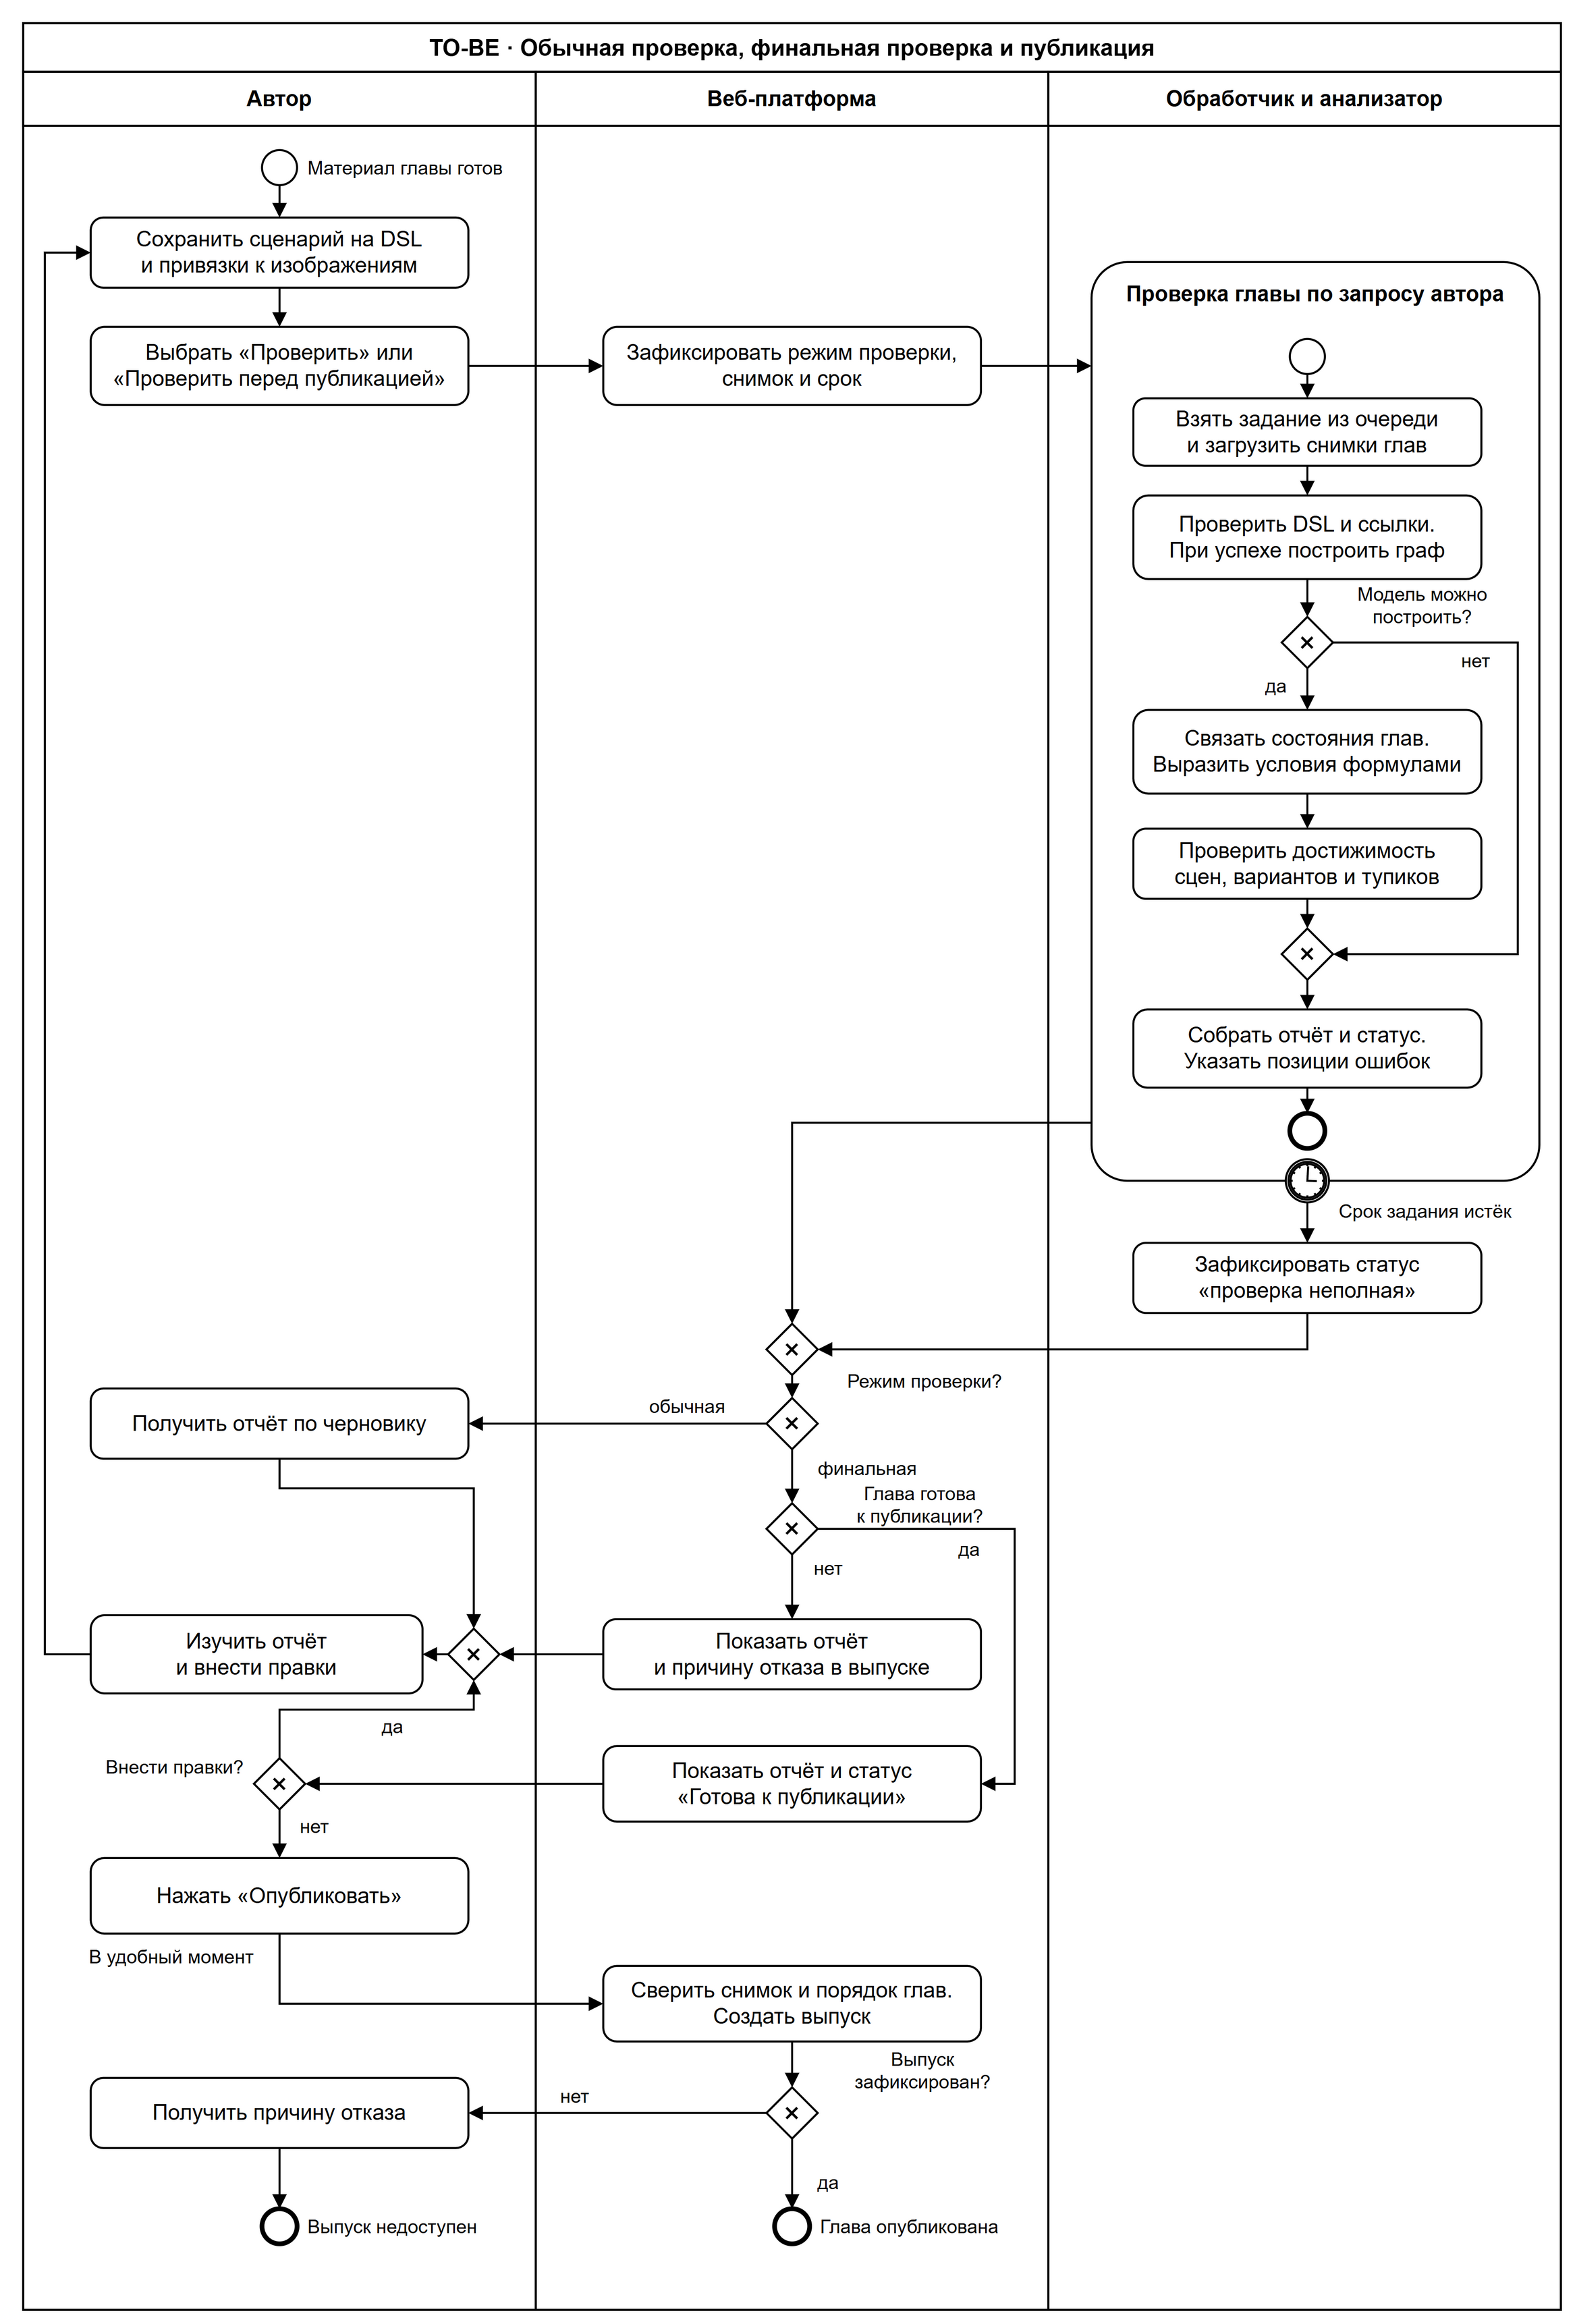 TO-BE · Обычная проверка, финальная проверка и публикация
Автор
Веб-платформа
Обработчик и анализатор
Материал главы готов
Сохранить сценарий на DSL
и привязки к изображениям
Проверка главы по запросу автора
Выбрать «Проверить» или
«Проверить перед публикацией»
Зафиксировать режим проверки,
снимок и срок
Взять задание из очереди
и загрузить снимки глав
Проверить DSL и ссылки.
При успехе построить граф
Модель можно
построить?
нет
да
Связать состояния глав.
Выразить условия формулами
Проверить достижимость
сцен, вариантов и тупиков
Собрать отчёт и статус.
Указать позиции ошибок
Срок задания истёк
Зафиксировать статус
«проверка неполная»
Режим проверки?
обычная
Получить отчёт по черновику
финальная
Глава готова
к публикации?
да
нет
Изучить отчёт
и внести правки
Показать отчёт
и причину отказа в выпуске
да
Внести правки?
Показать отчёт и статус
«Готова к публикации»
нет
Нажать «Опубликовать»
В удобный момент
Сверить снимок и порядок глав.
Создать выпуск
Выпуск
зафиксирован?
нет
Получить причину отказа
да
Выпуск недоступен
Глава опубликована